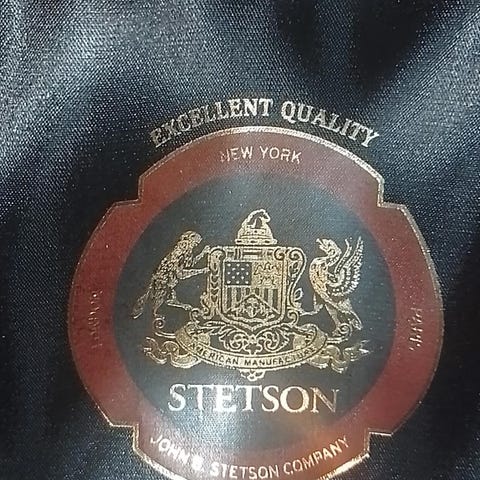 EXCELLENT QUALITY
NEW YORK
AMERICAN MANUFACTURE
STETSON
JOHN B. STETSON COMPANY